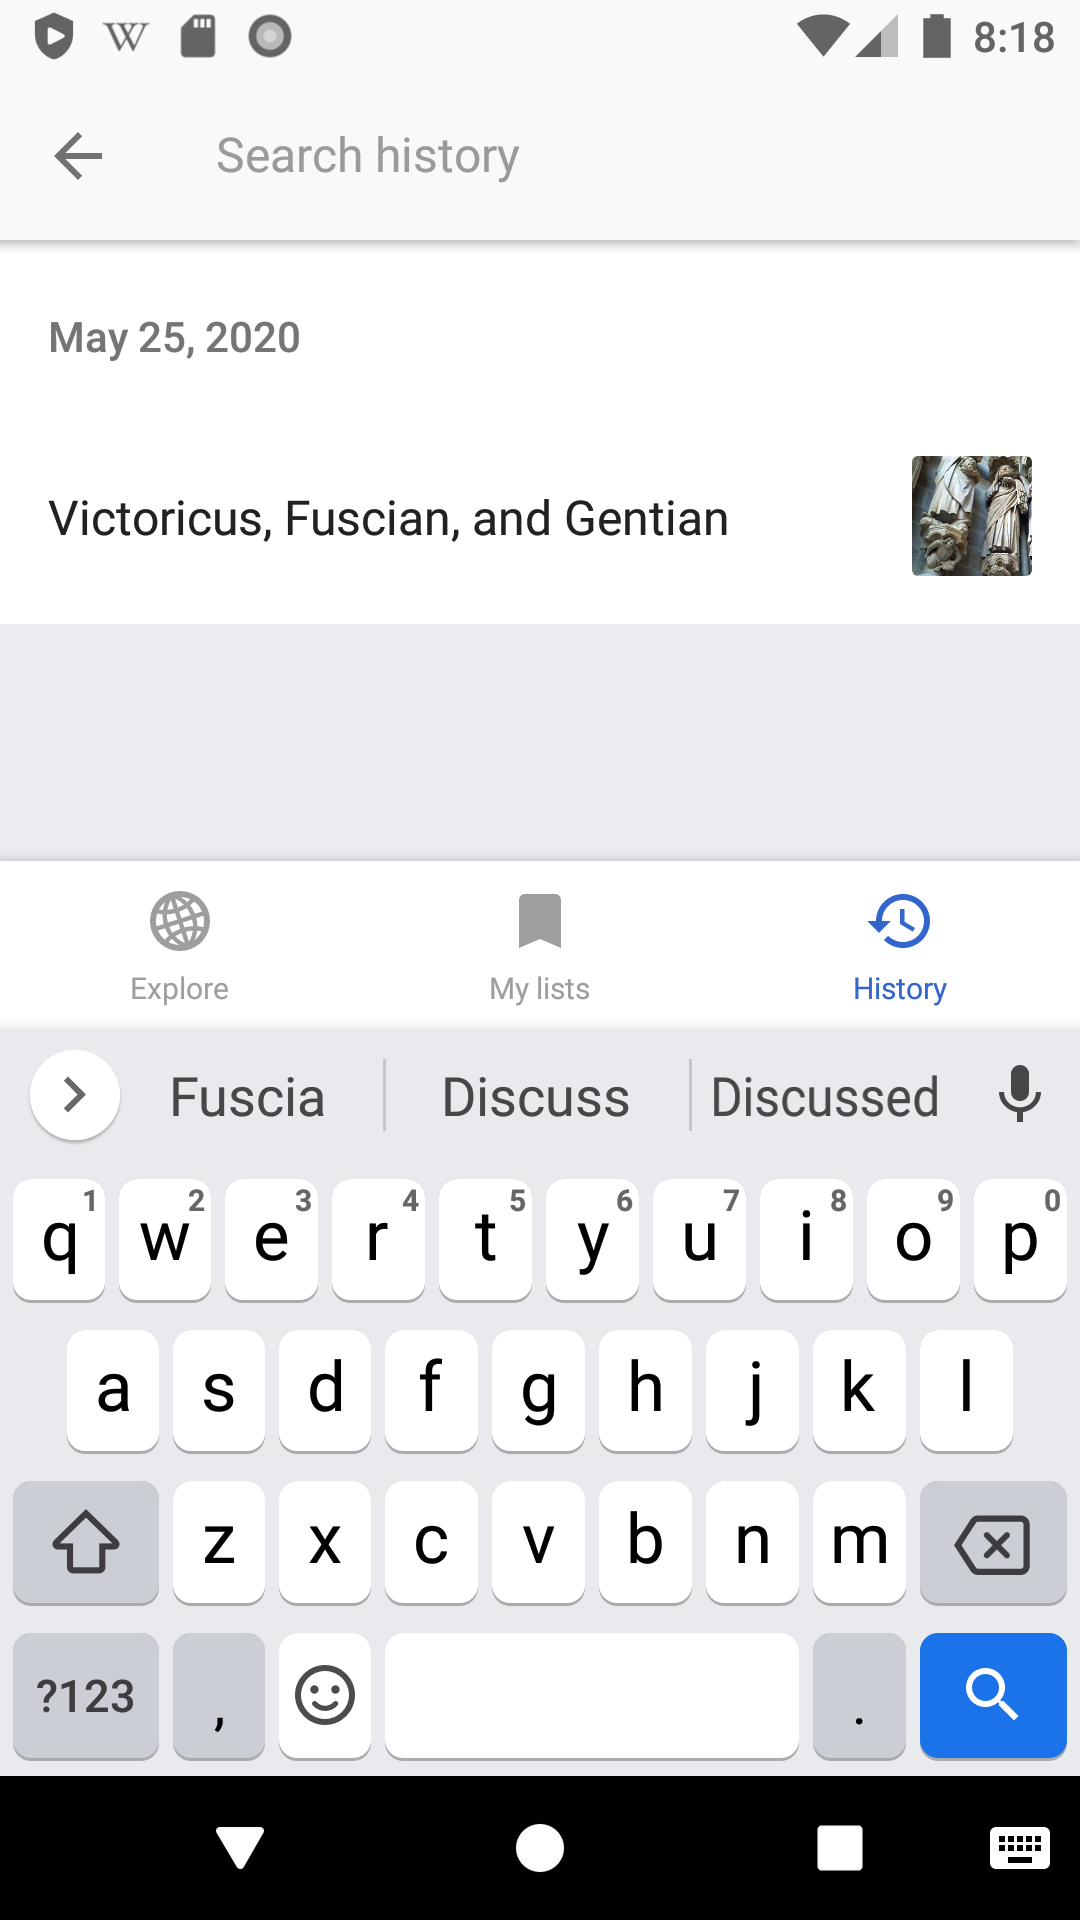 8:18
Search history
May 25, 2020
Victoricus, Fuscian, and Gentian
Explore My lists History
Fuscia Discuss Discussed
q1 w2 e3 r4 t5 y6 u7 i8 o9 p0
a s d f g h j k l
z x c v b n m
?123 , .